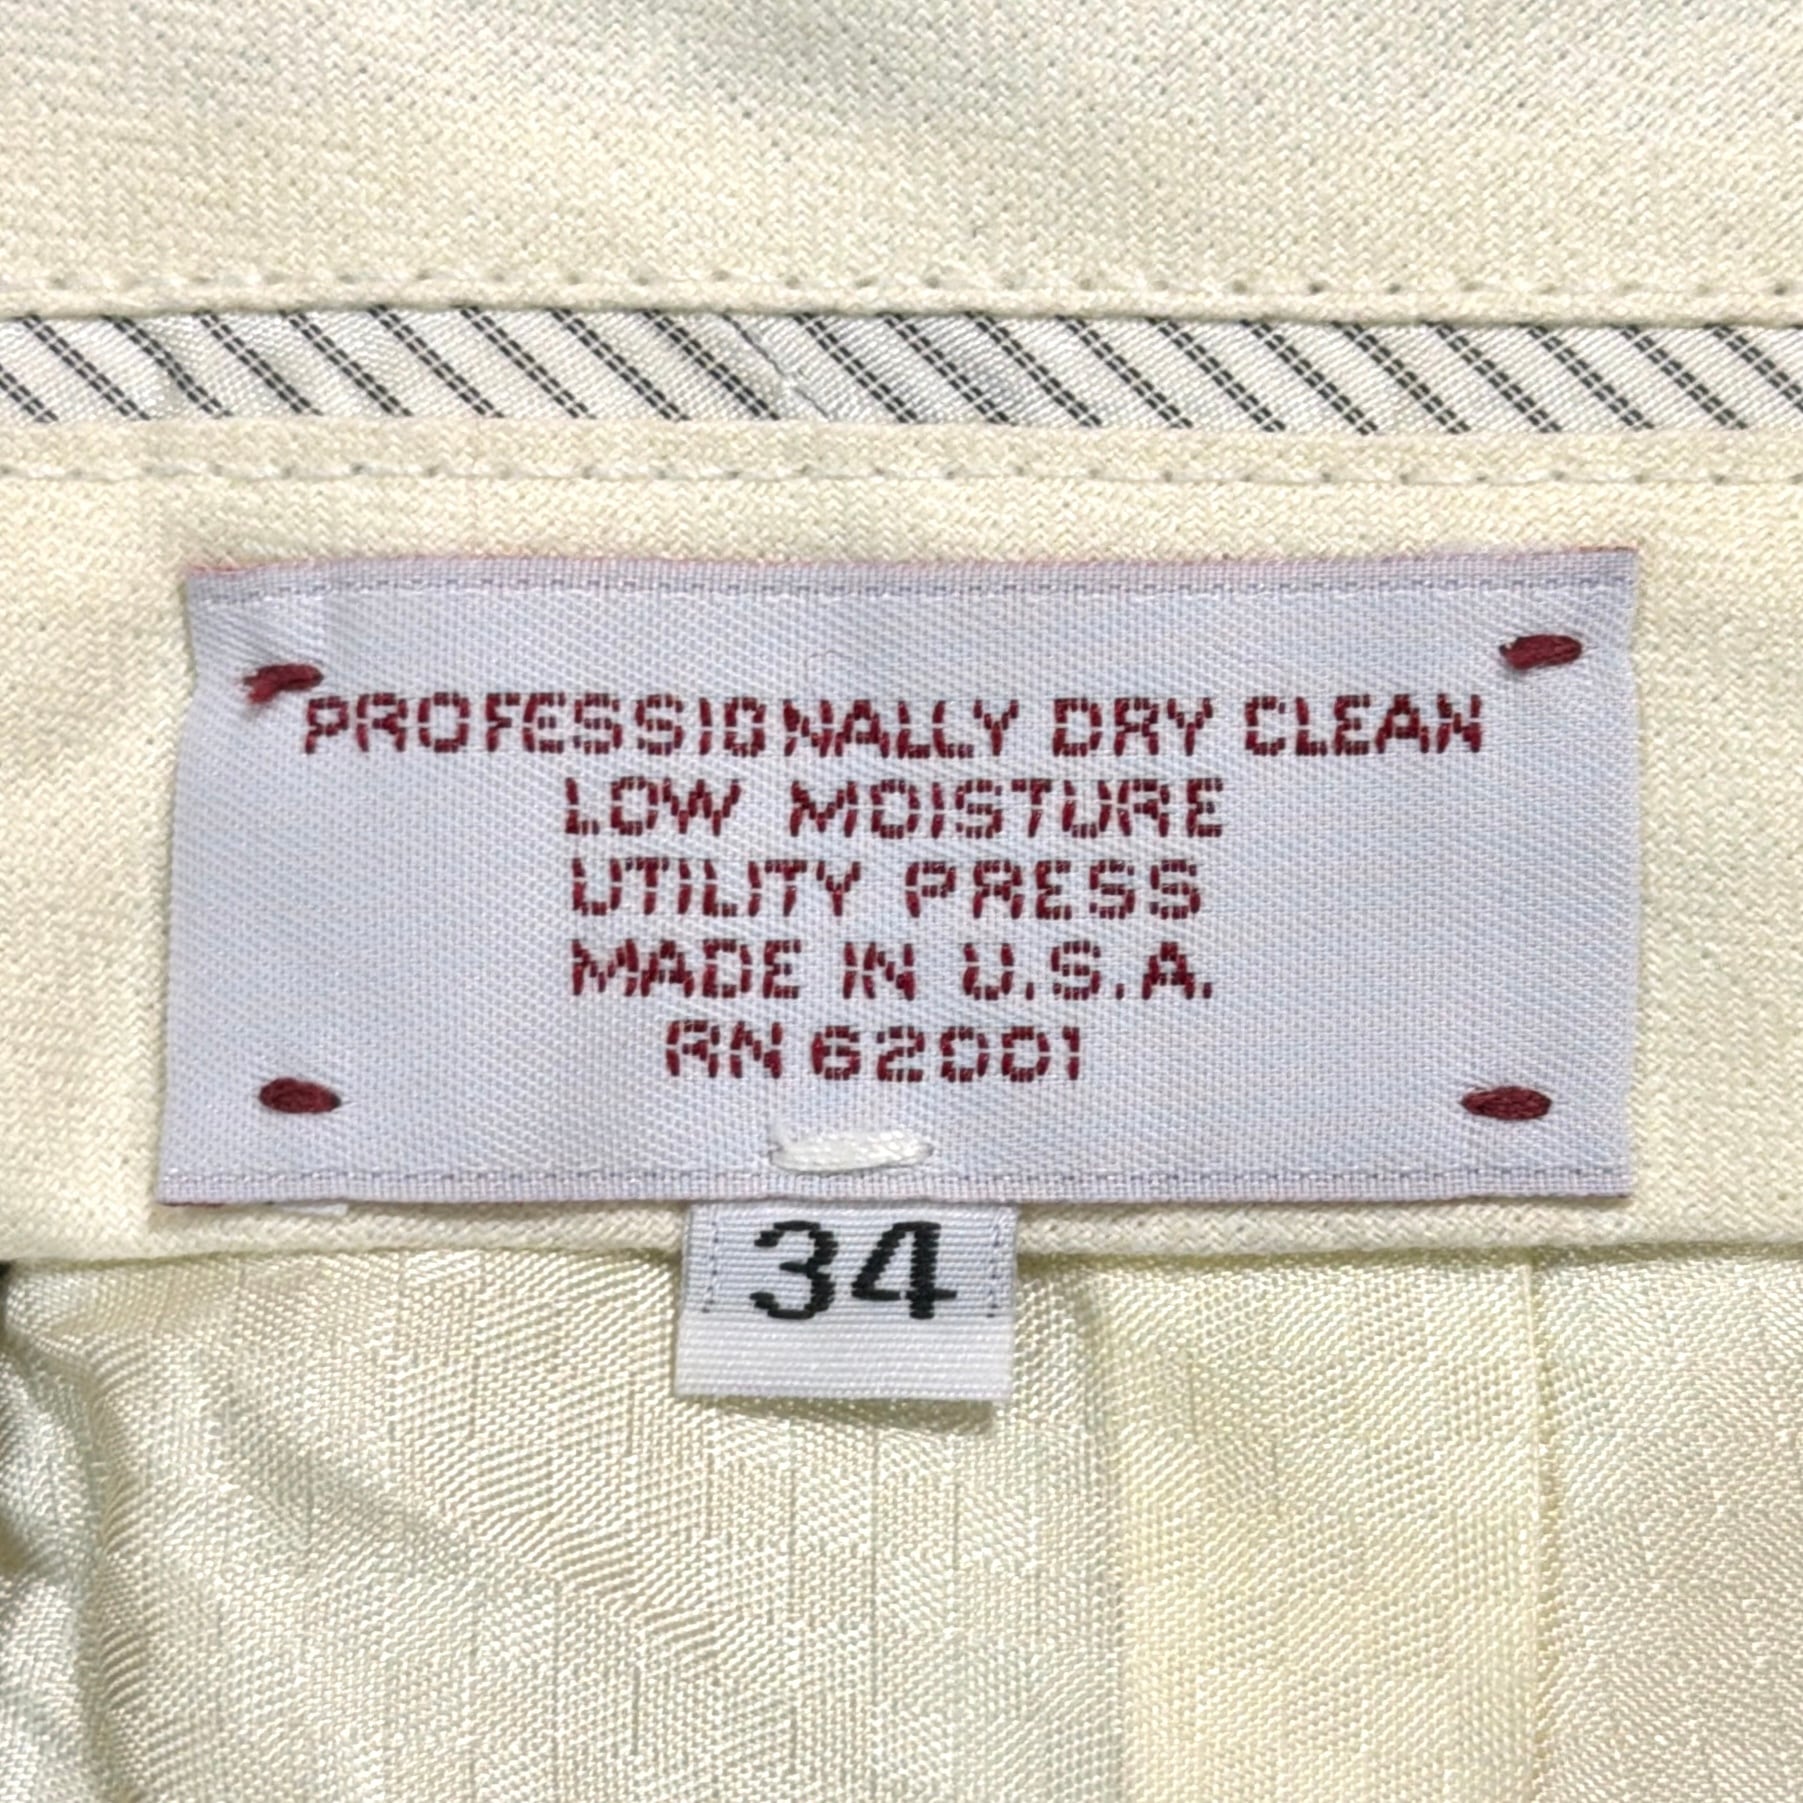 PROFESSIONALLY DRY CLEAN
LOW MOISTURE
UTILITY PRESS
MADE IN U.S.A.
RN 62001
34